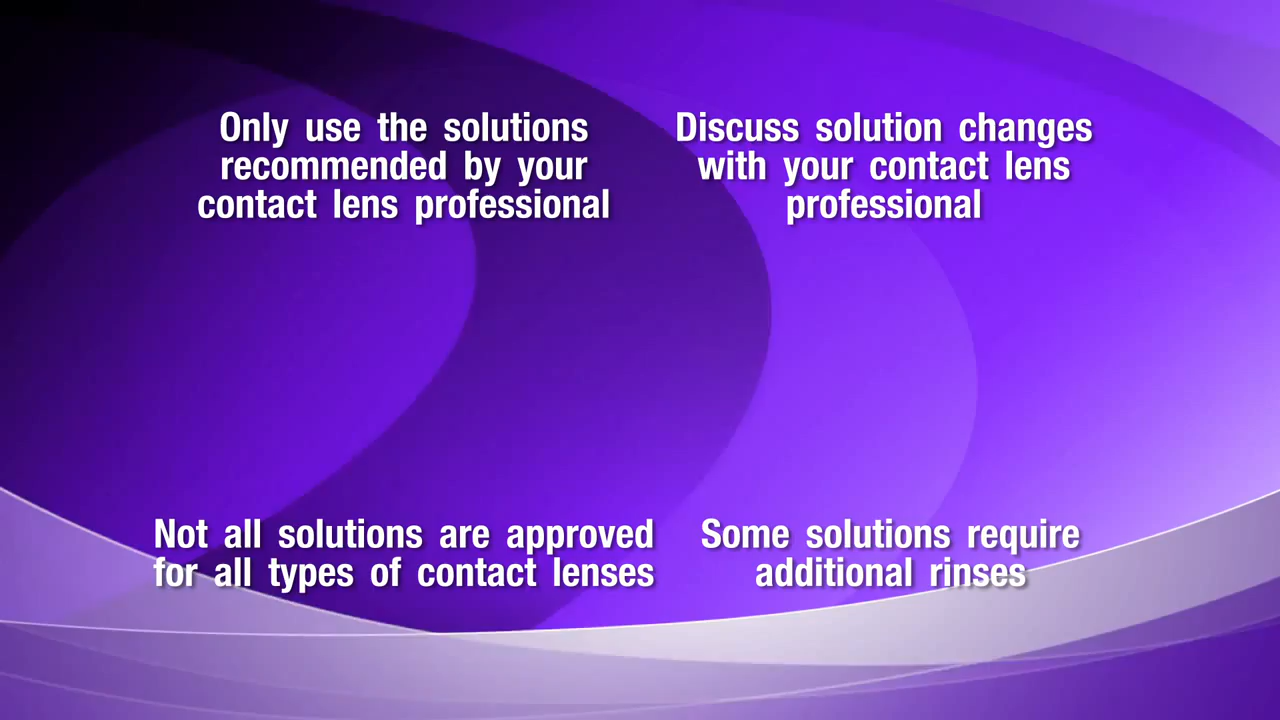 Only use the solutions
recommended by your
contact lens professional
Discuss solution changes
with your contact lens
professional
Not all solutions are approved
for all types of contact lenses
Some solutions require
additional rinses